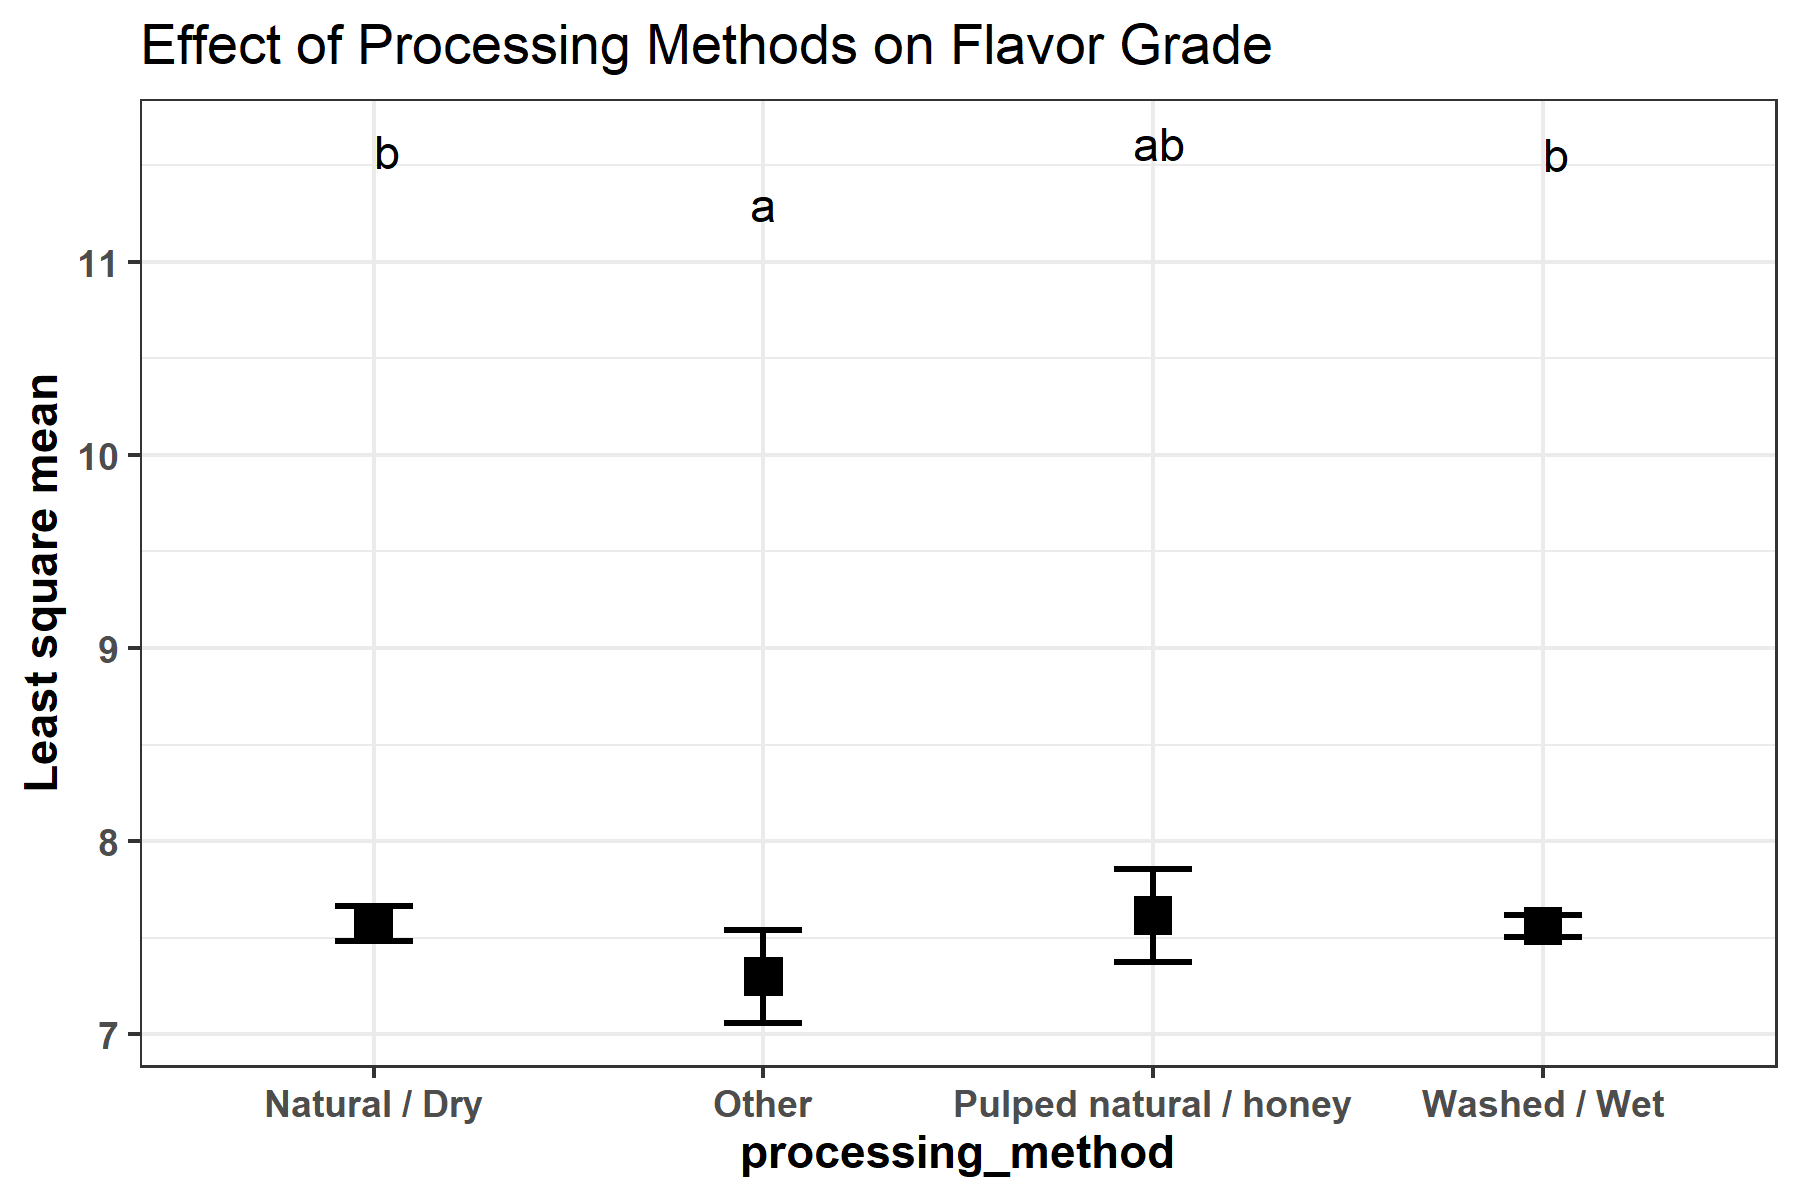 Effect of Processing Methods on Flavor Grade
b
ab
b
a
11
10
9
8
7
Least square mean
Natural / Dry
Other
Pulped natural / honey
Washed / Wet
processing_method